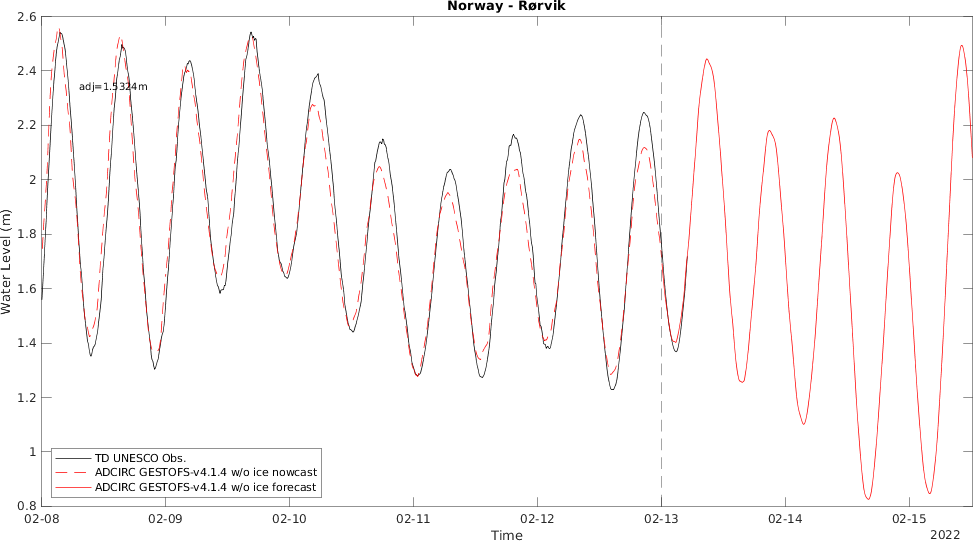 Norway - Rørvik
2.6
2.4
2.2
2
1.8
1.6
1.4
1.2
1
0.8
Water Level (m)
adj=1.5324m
TD UNESCO Obs.
ADCIRC GESTOFS-v4.1.4 w/o ice nowcast
ADCIRC GESTOFS-v4.1.4 w/o ice forecast
02-08 02-09 02-10 02-11 02-12 02-13 02-14 02-15
Time
2022